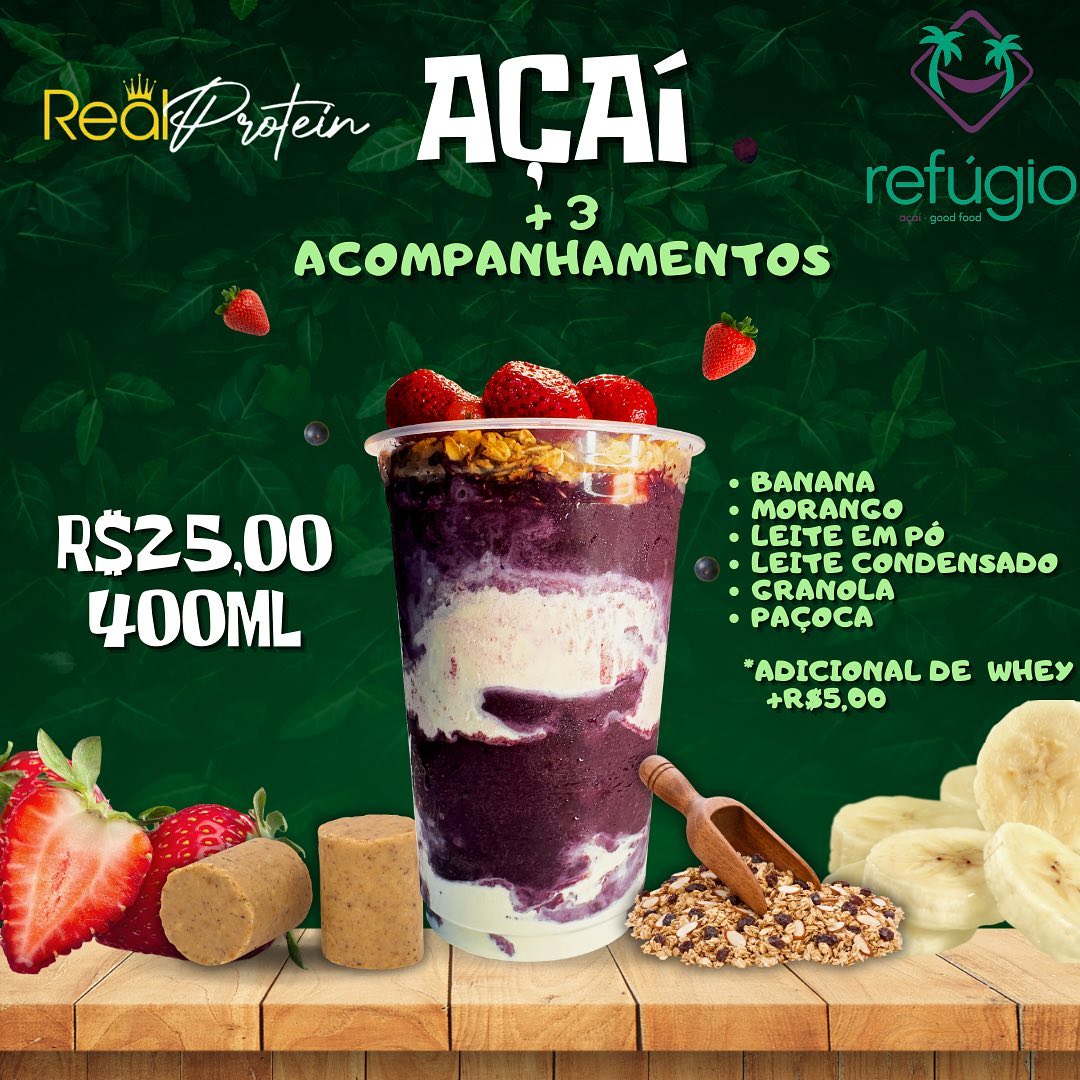 Real Protein
AÇAÍ
+ 3
ACOMPANHAMENTOS
refúgio
açaí · good food
R$25,00
400ML
• BANANA
• MORANGO
• LEITE EM PÓ
• LEITE CONDENSADO
• GRANOLA
• PAÇOCA
*ADICIONAL DE WHEY
+R$5,00